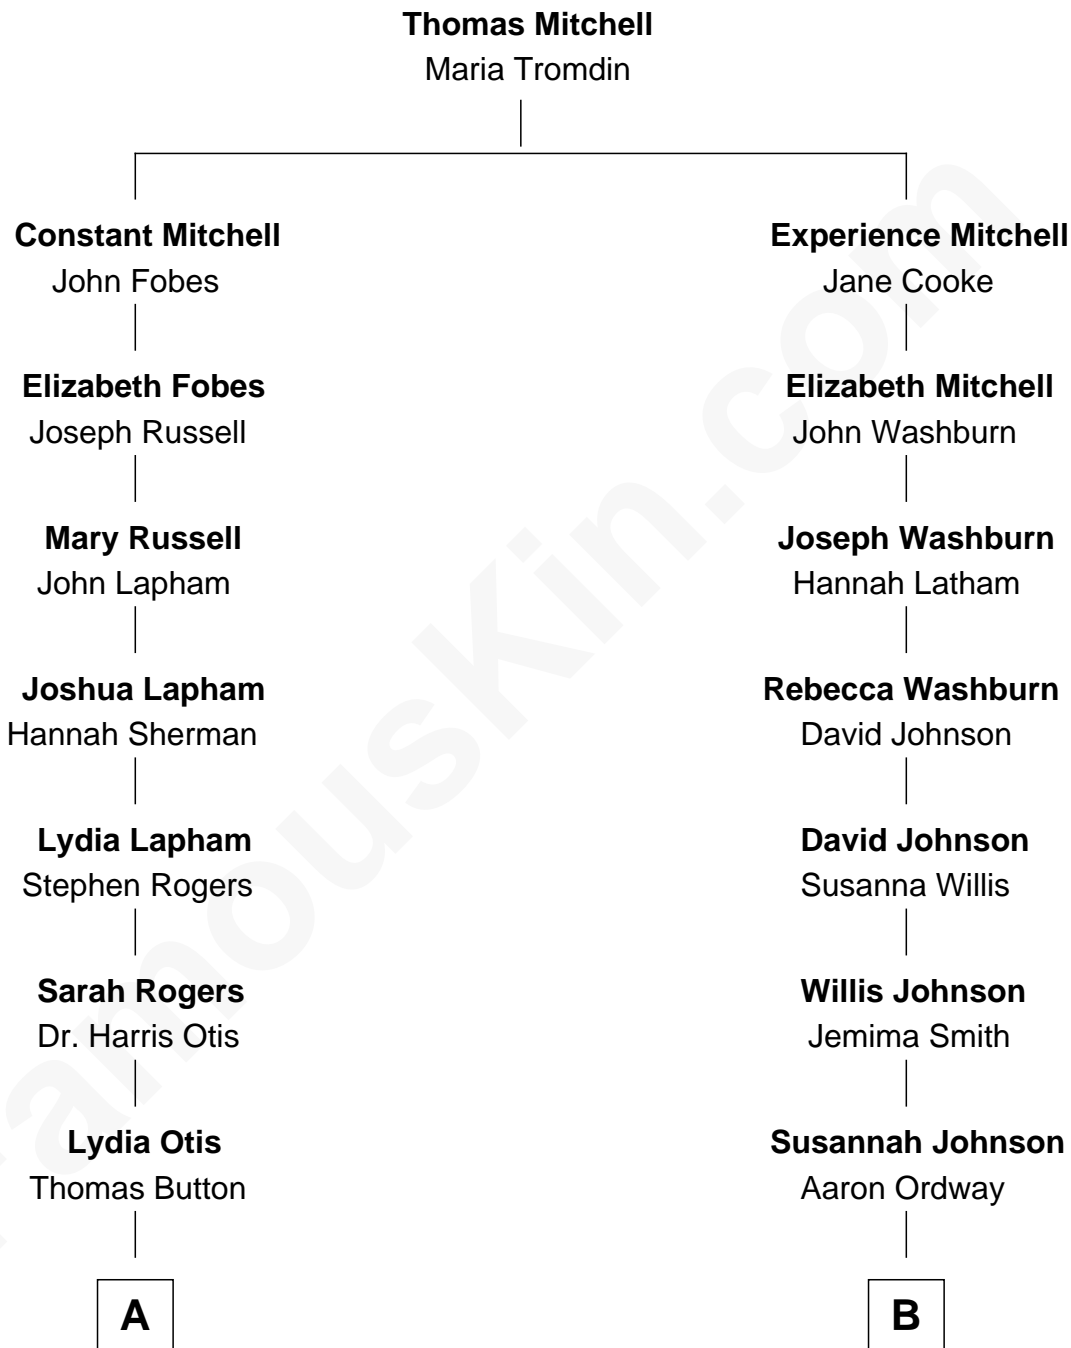 Thomas Mitchell
Maria Tromdin
Constant Mitchell
John Fobes
Experience Mitchell
Jane Cooke
Elizabeth Fobes
Joseph Russell
Elizabeth Mitchell
John Washburn
Mary Russell
John Lapham
Joseph Washburn
Hannah Latham
Joshua Lapham
Hannah Sherman
Rebecca Washburn
David Johnson
Lydia Lapham
Stephen Rogers
David Johnson
Susanna Willis
Sarah Rogers
Dr. Harris Otis
Willis Johnson
Jemima Smith
Lydia Otis
Thomas Button
Susannah Johnson
Aaron Ordway
A
B
FamousKin.com